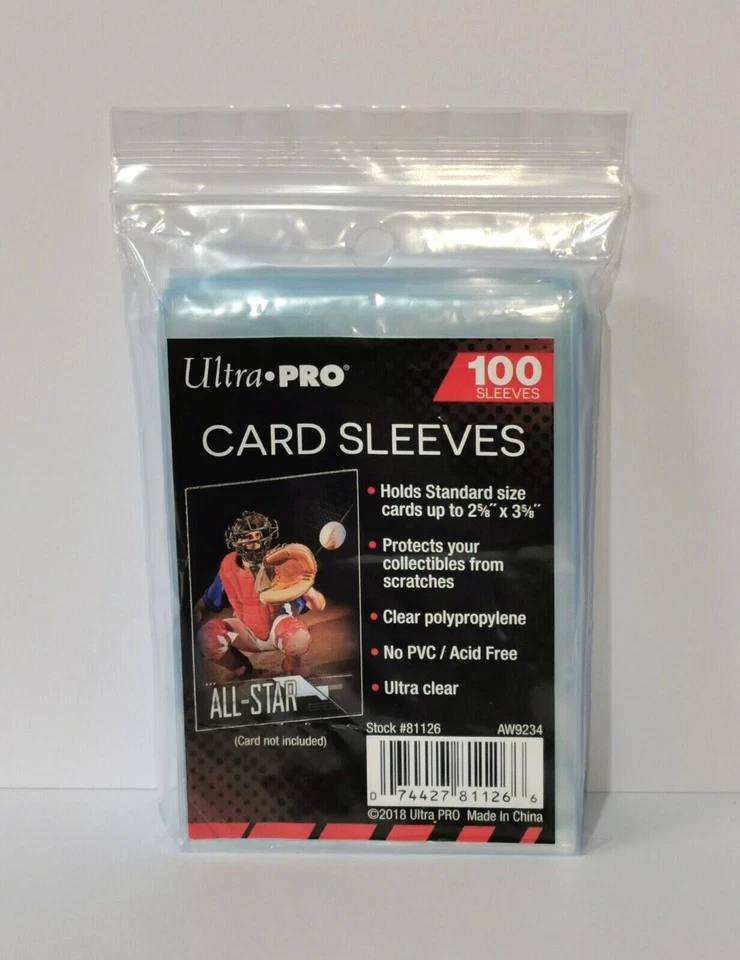 Ultra•PRO®
100
SLEEVES
CARD SLEEVES
• Holds Standard size
cards up to 2⅝˝ x 3⅝˝
• Protects your
collectibles from
scratches
• Clear polypropylene
• No PVC / Acid Free
• Ultra clear
ALL-STAR
(Card not included)
Stock #81126
AW9234
0 74427 81126 6
©2018 Ultra PRO Made In China